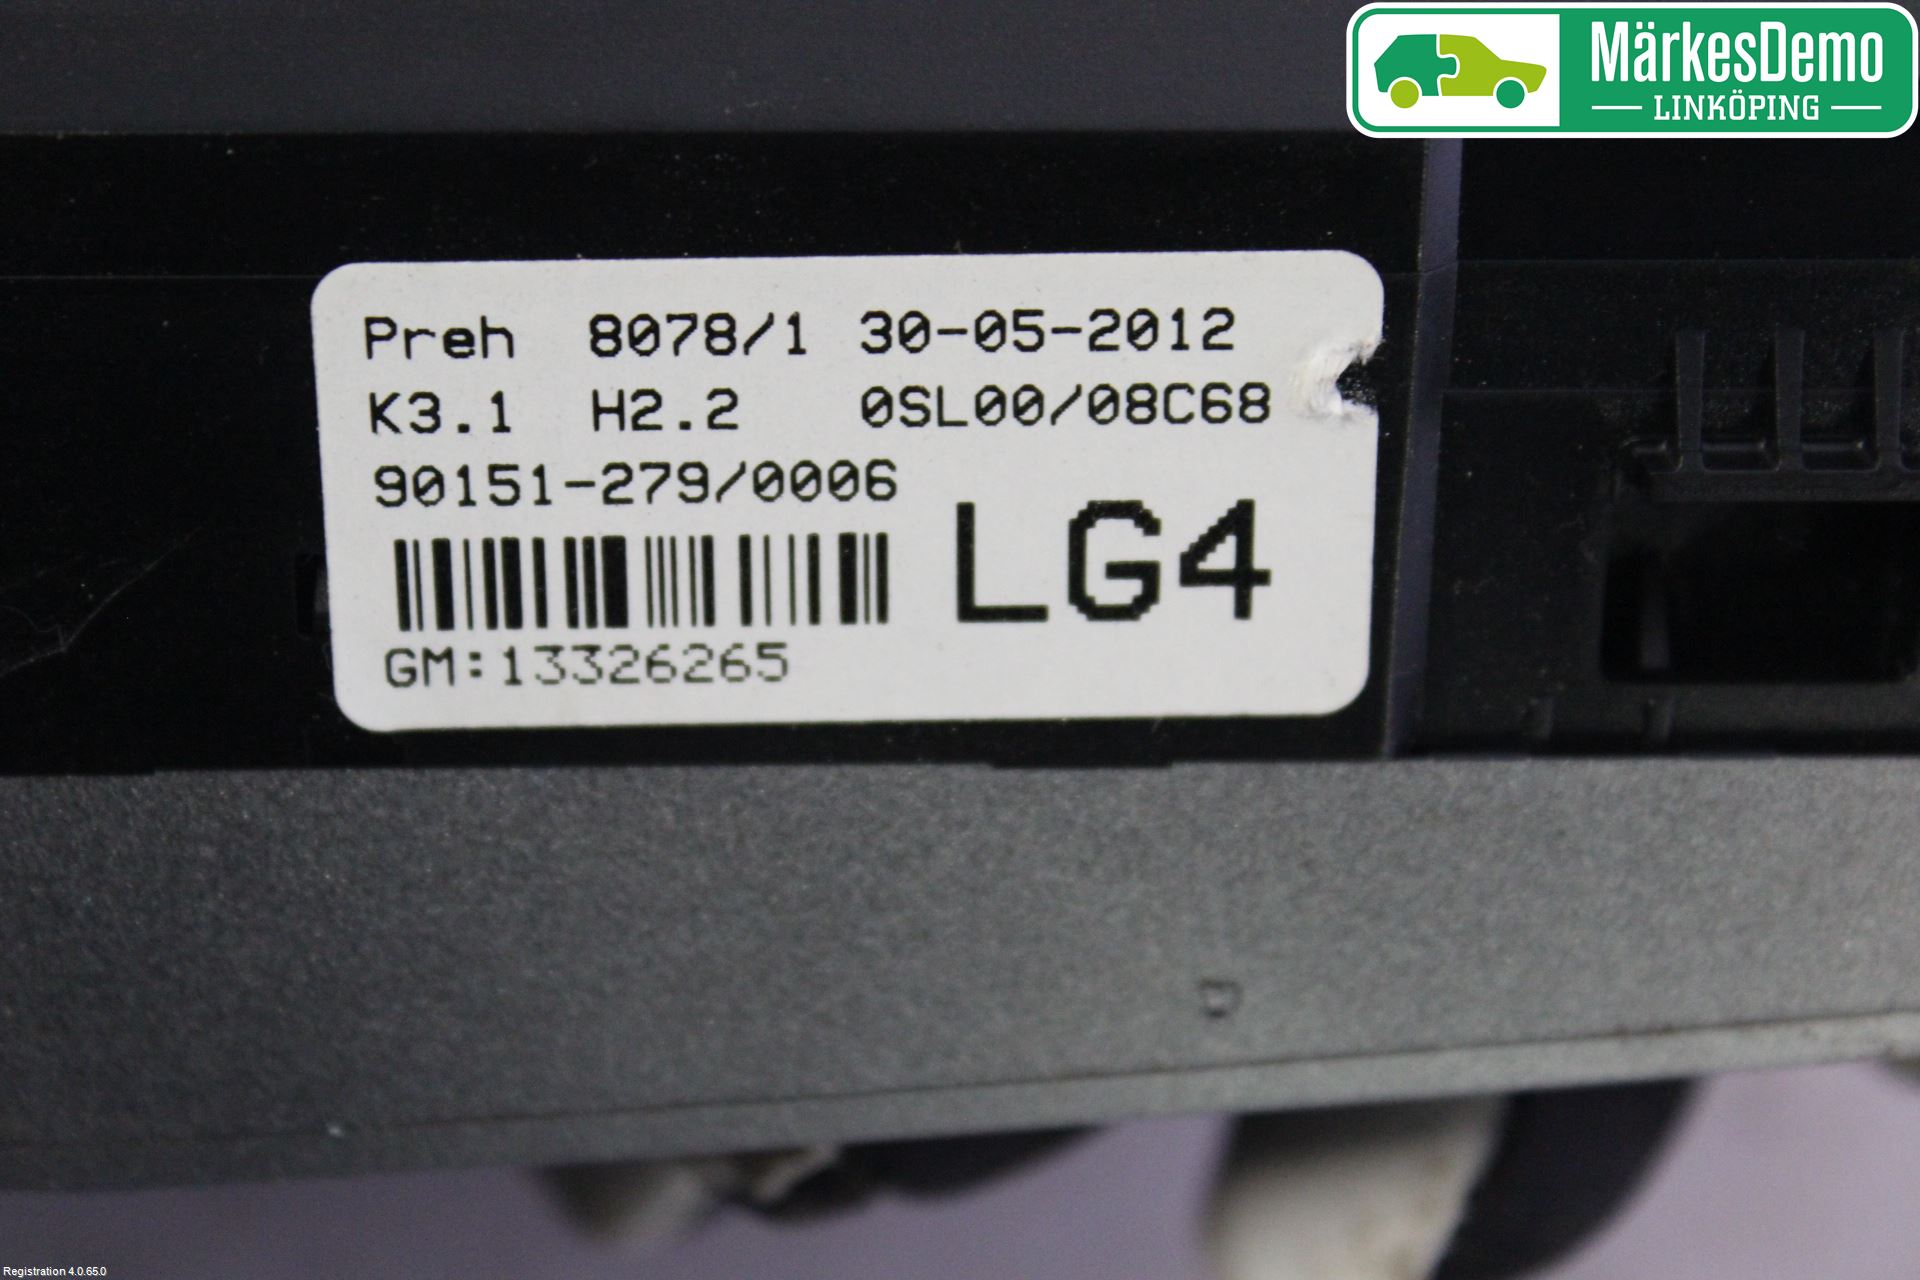 MärkesDemo
LINKÖPING
Preh 8078/1 30-05-2012
K3.1 H2.2 0SL00/08C68
90151-279/0006
LG4
GM:13326265
Registration 4.0.65.0